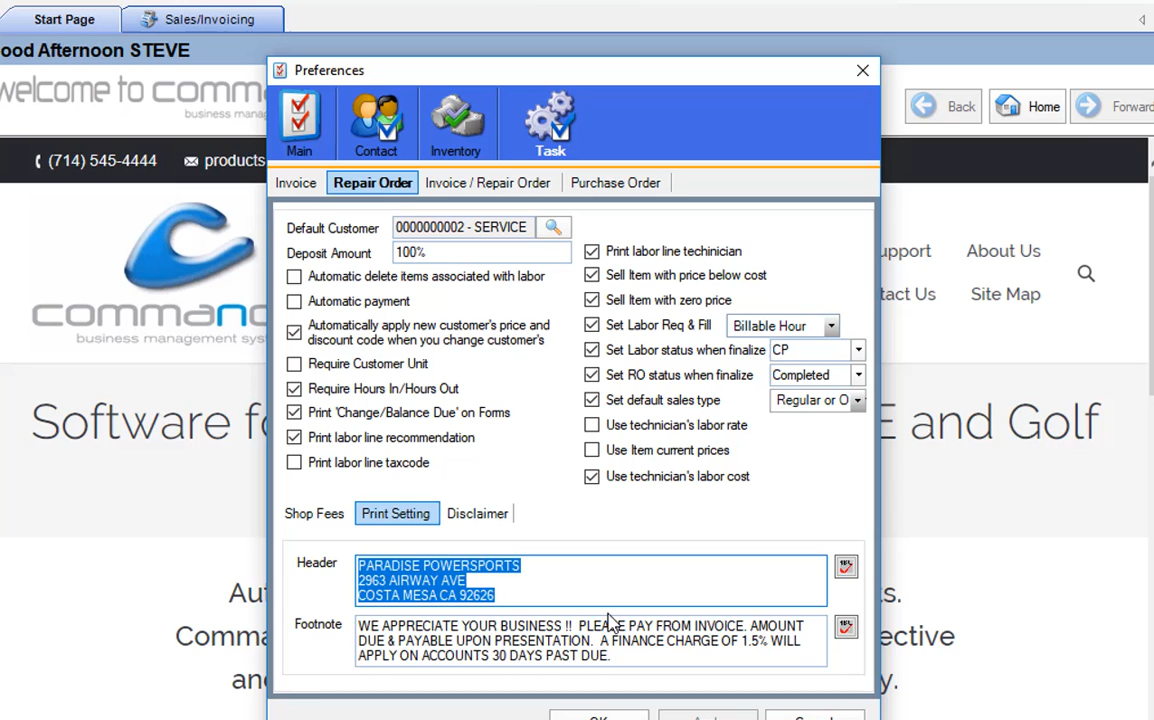 Start Page
Sales/Invoicing
ood Afternoon STEVE
welcome to comm
business manag
Back
Home
Forward
(714) 545-4444
products
upport
About Us
tact Us
Site Map
comman
business management sys
Software fo
E and Golf
Aut
s.
Comma
ective
and
y.
Preferences
Main
Contact
Inventory
Task
Invoice
Repair Order
Invoice / Repair Order
Purchase Order
Default Customer
0000000002 - SERVICE
Deposit Amount
100%
Automatic delete items associated with labor
Automatic payment
Automatically apply new customer's price and
discount code when you change customer's
Require Customer Unit
Require Hours In/Hours Out
Print 'Change/Balance Due' on Forms
Print labor line recommendation
Print labor line taxcode
Print labor line techinician
Sell Item with price below cost
Sell Item with zero price
Set Labor Req & Fill
Billable Hour
Set Labor status when finalize
CP
Set RO status when finalize
Completed
Set default sales type
Regular or O
Use technician's labor rate
Use Item current prices
Use technician's labor cost
Shop Fees
Print Setting
Disclaimer
Header
PARADISE POWERSPORTS
2963 AIRWAY AVE
COSTA MESA CA 92626
Footnote
WE APPRECIATE YOUR BUSINESS !! PLEASE PAY FROM INVOICE. AMOUNT
DUE & PAYABLE UPON PRESENTATION. A FINANCE CHARGE OF 1.5% WILL
APPLY ON ACCOUNTS 30 DAYS PAST DUE.